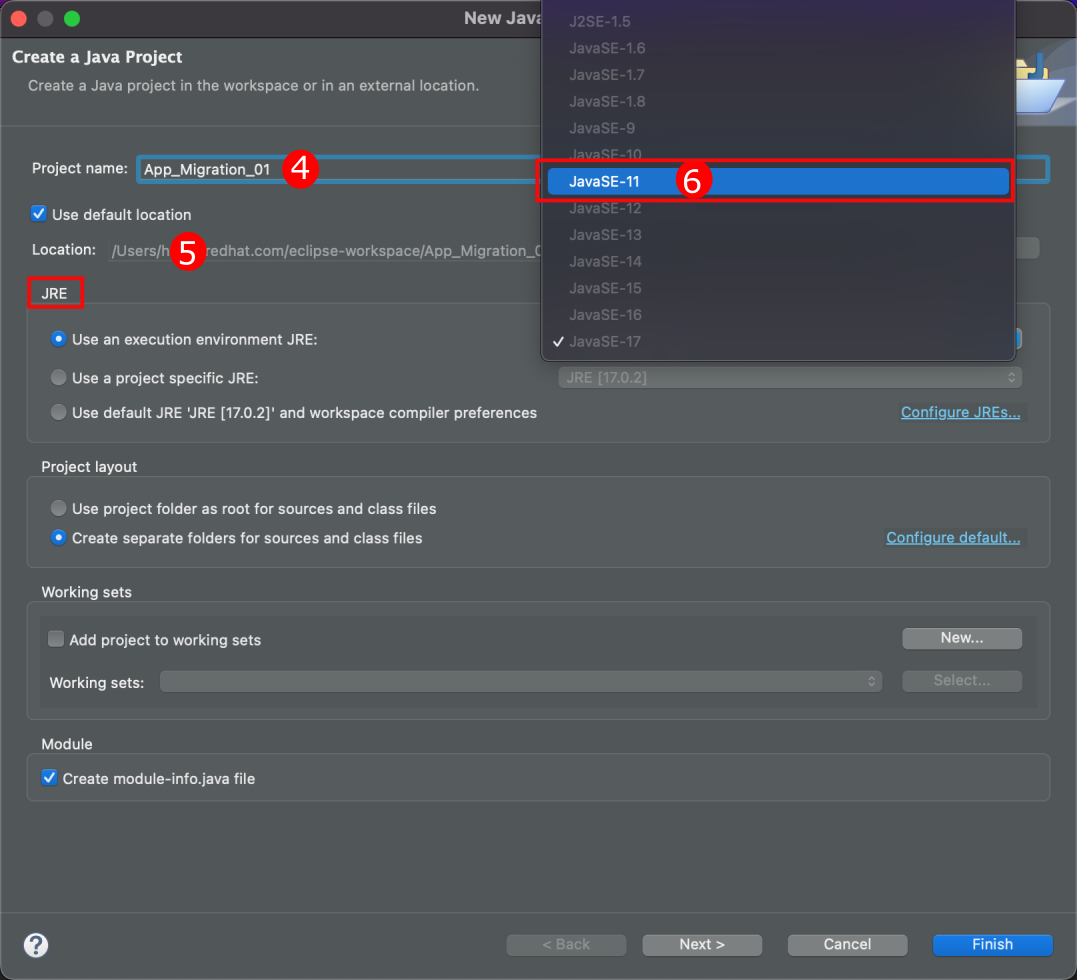 New Java
Create a Java Project
Create a Java project in the workspace or in an external location.
J2SE-1.5
JavaSE-1.6
JavaSE-1.7
JavaSE-1.8
JavaSE-9
JavaSE-10
JavaSE-11
6
JavaSE-12
JavaSE-13
JavaSE-14
JavaSE-15
JavaSE-16
JavaSE-17
Project name: App_Migration_01 4
Use default location
Location: /Users/h 5 redhat.com/eclipse-workspace/App_Migration_0
JRE
Use an execution environment JRE:
Use a project specific JRE: JRE [17.0.2]
Use default JRE 'JRE [17.0.2]' and workspace compiler preferences Configure JREs...
Project layout
Use project folder as root for sources and class files
Create separate folders for sources and class files Configure default...
Working sets
Add project to working sets New...
Working sets: Select...
Module
Create module-info.java file
? < Back Next > Cancel Finish